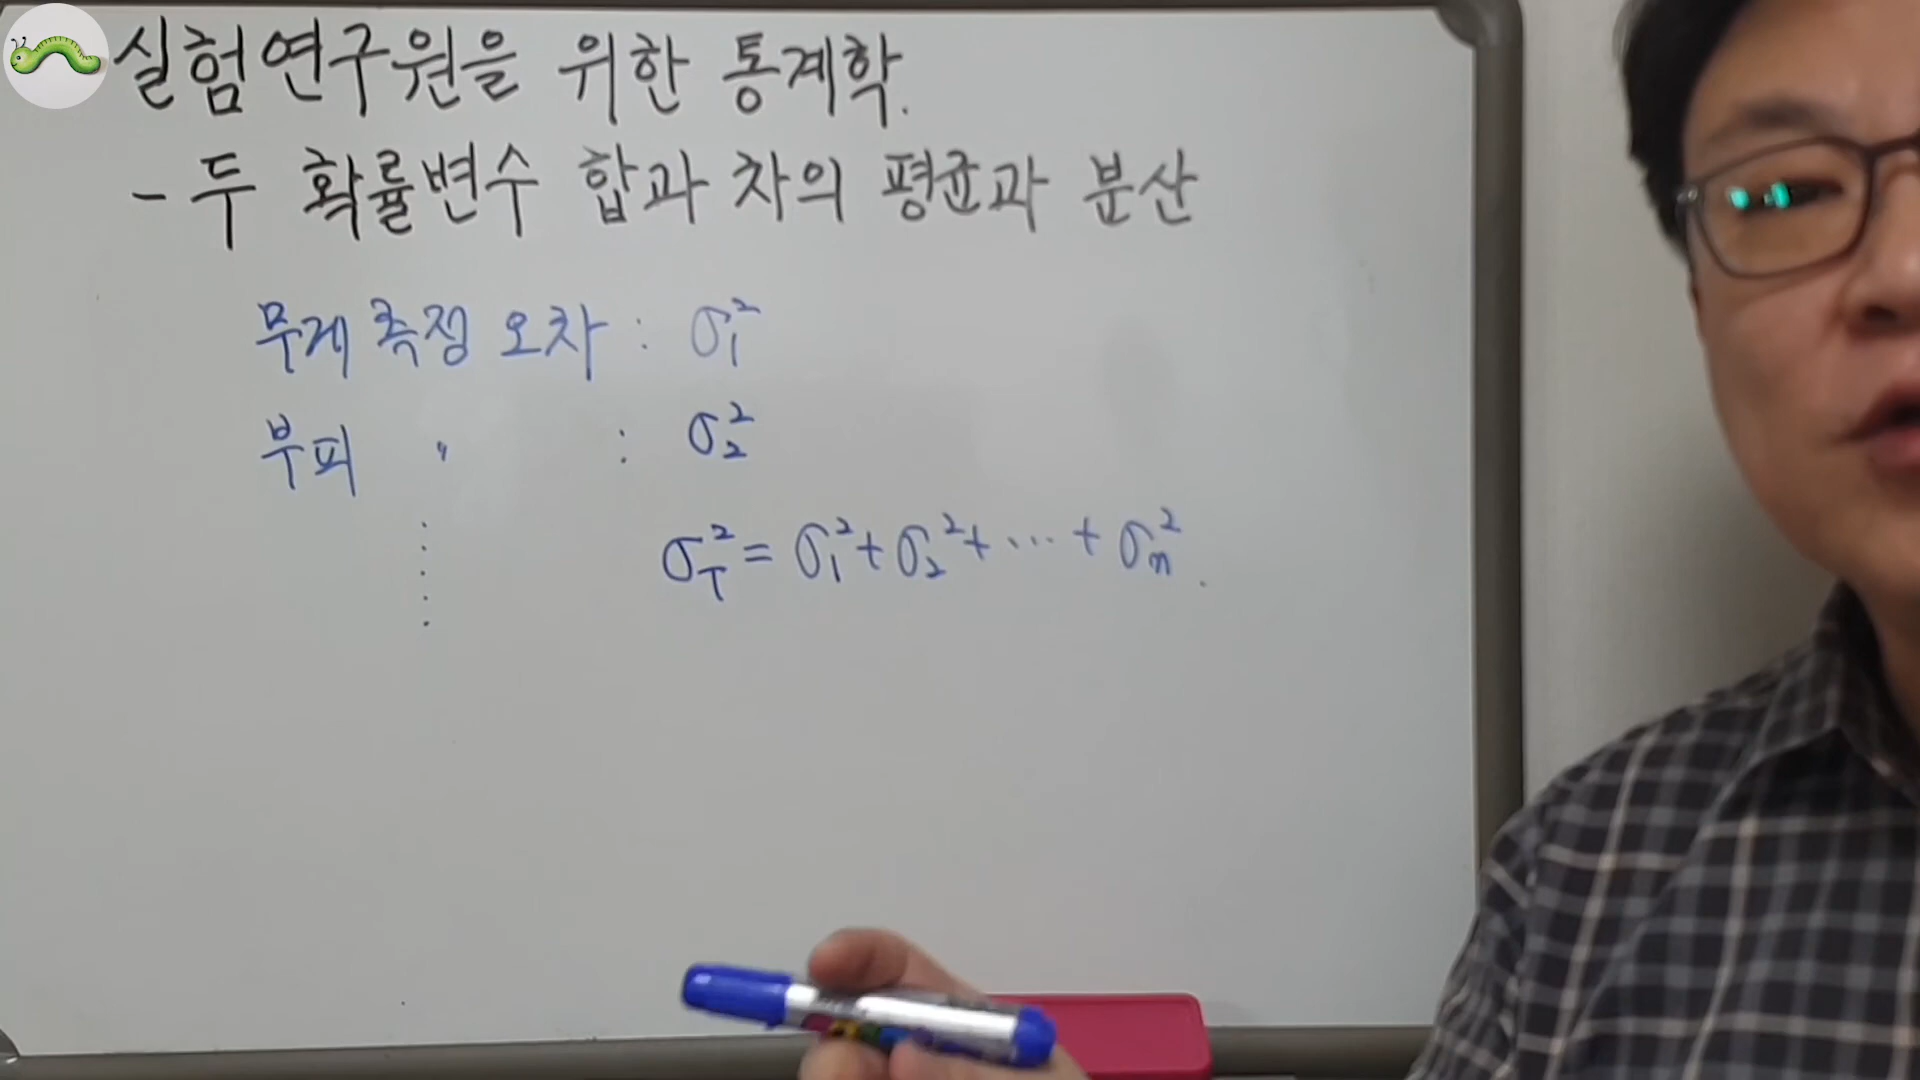 실험연구원을 위한 통계학.
- 두 확률변수 합과 차의 평균과 분산
무게 측정 오차 : σ₁²
부피 〃 : σ₂²
⋮
σ_T² = σ₁² + σ₂² + ⋯ + σₙ².